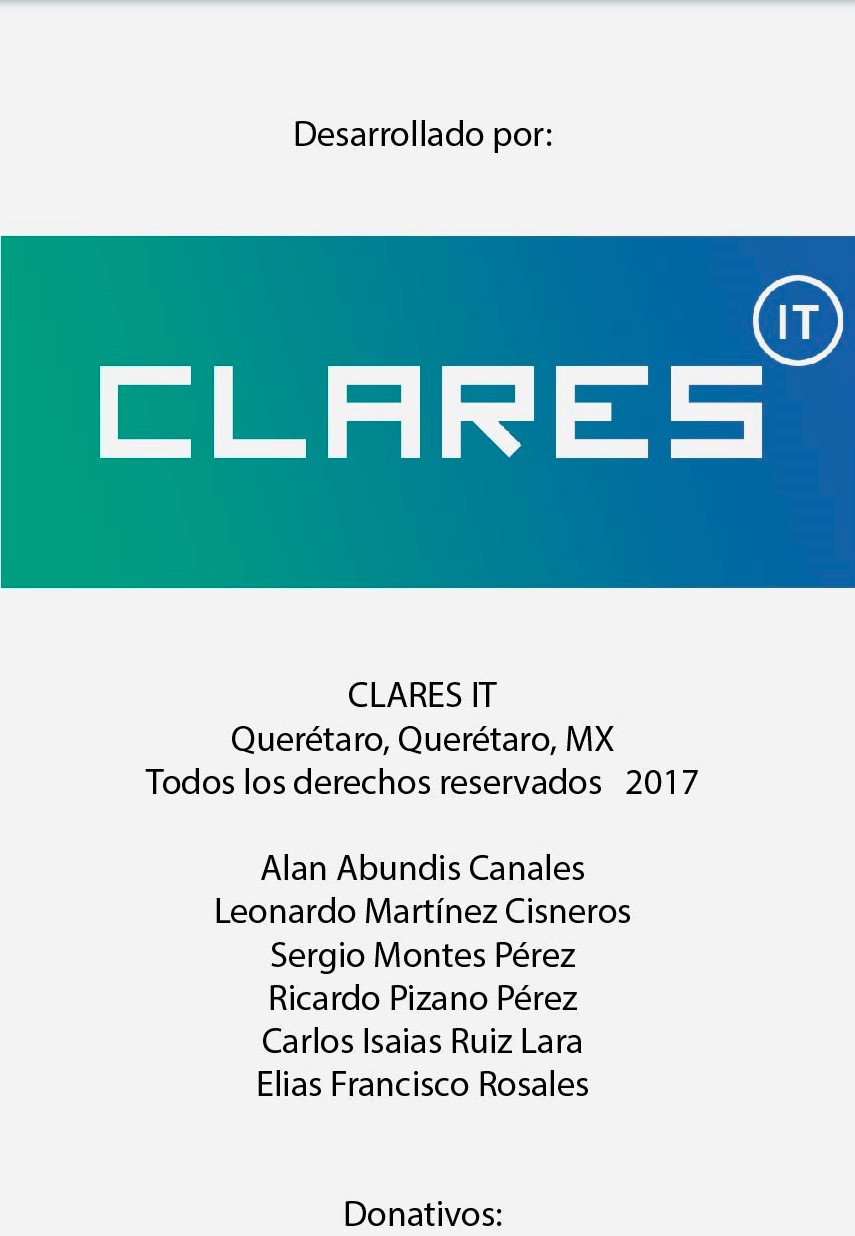 Desarrollado por:
IT
CLARES
CLARES IT
Querétaro, Querétaro, MX
Todos los derechos reservados 2017
Alan Abundis Canales
Leonardo Martínez Cisneros
Sergio Montes Pérez
Ricardo Pizano Pérez
Carlos Isaias Ruiz Lara
Elias Francisco Rosales
Donativos: